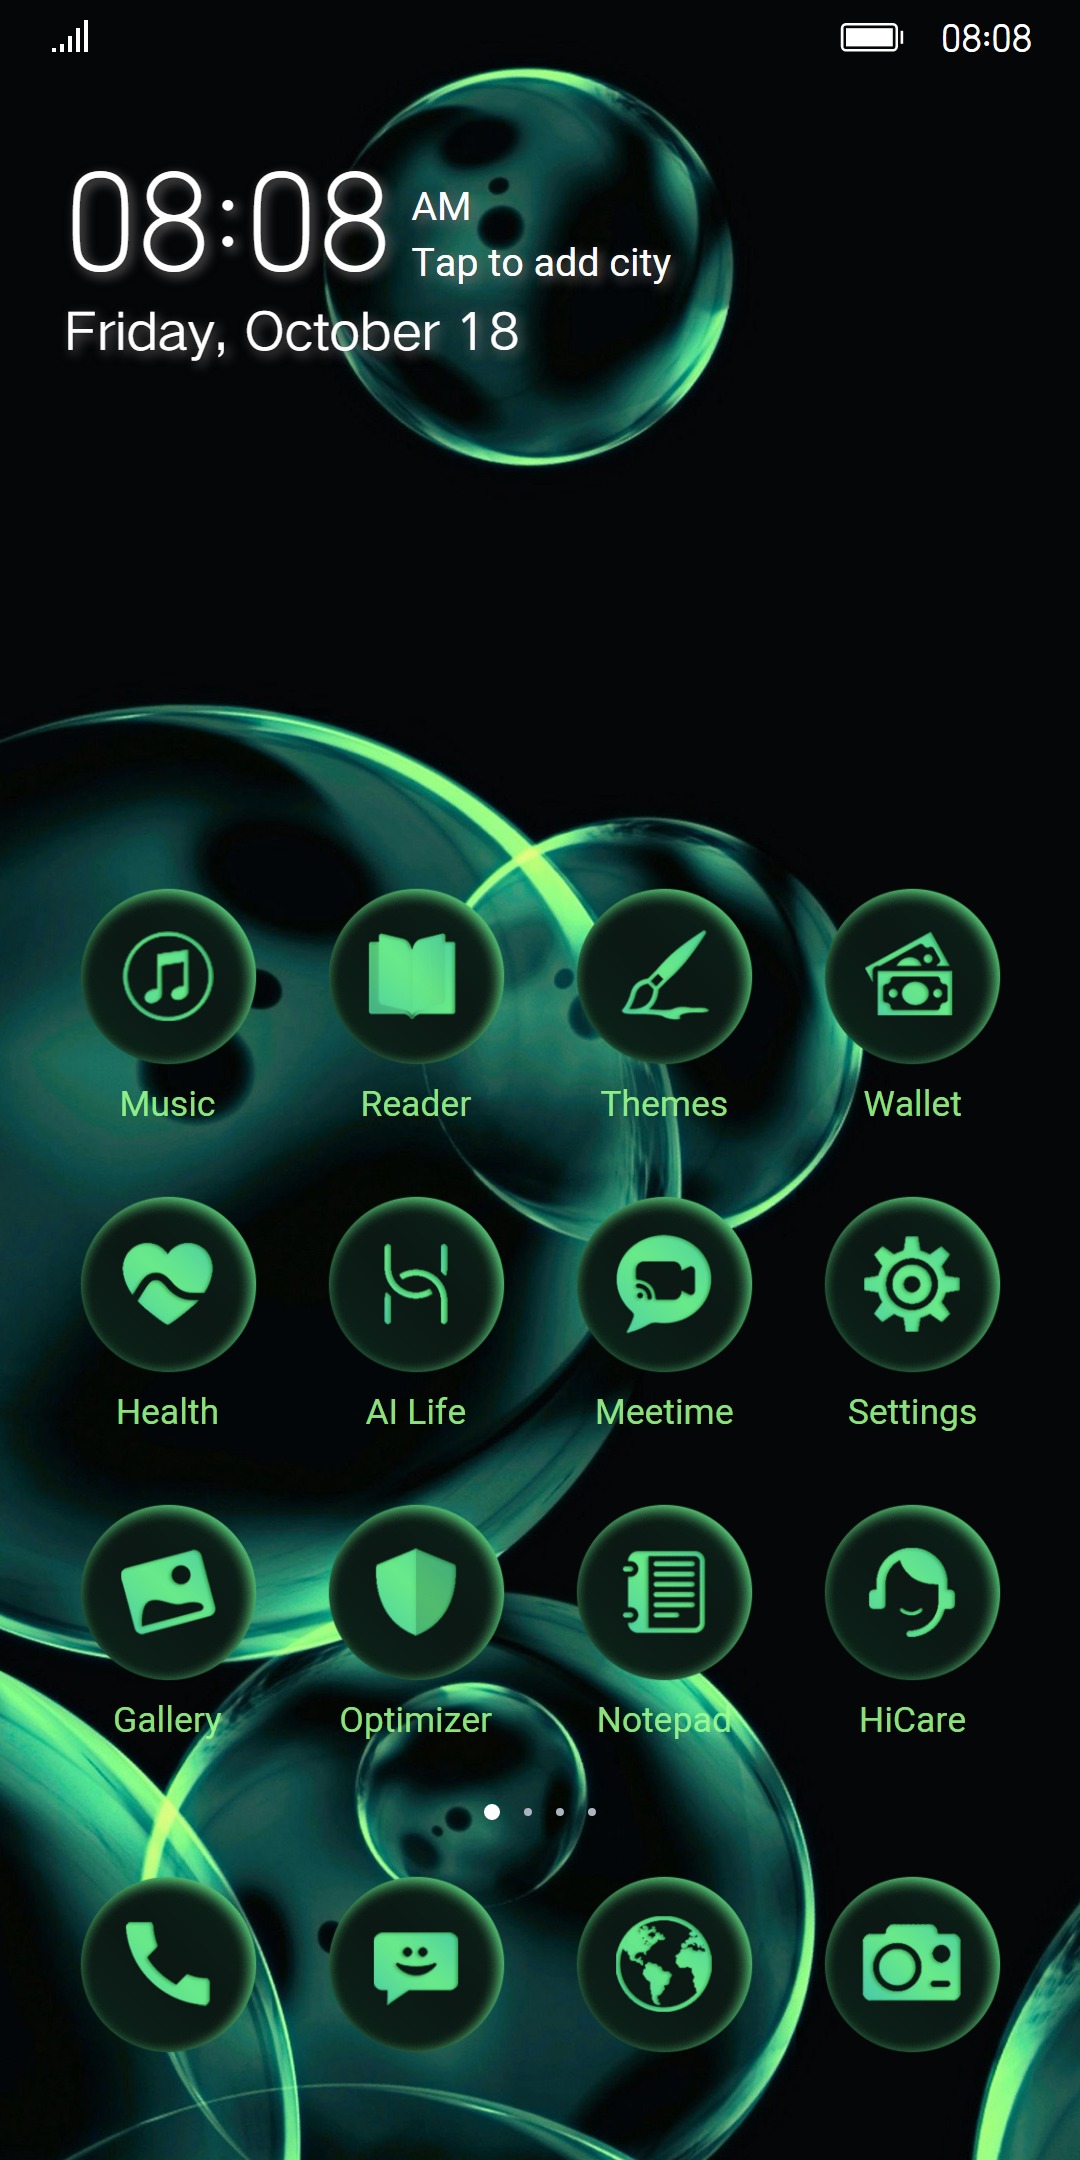 08:08
08:08 AM
Tap to add city
Friday, October 18
Music Reader Themes Wallet
Health AI Life Meetime Settings
Gallery Optimizer Notepad HiCare